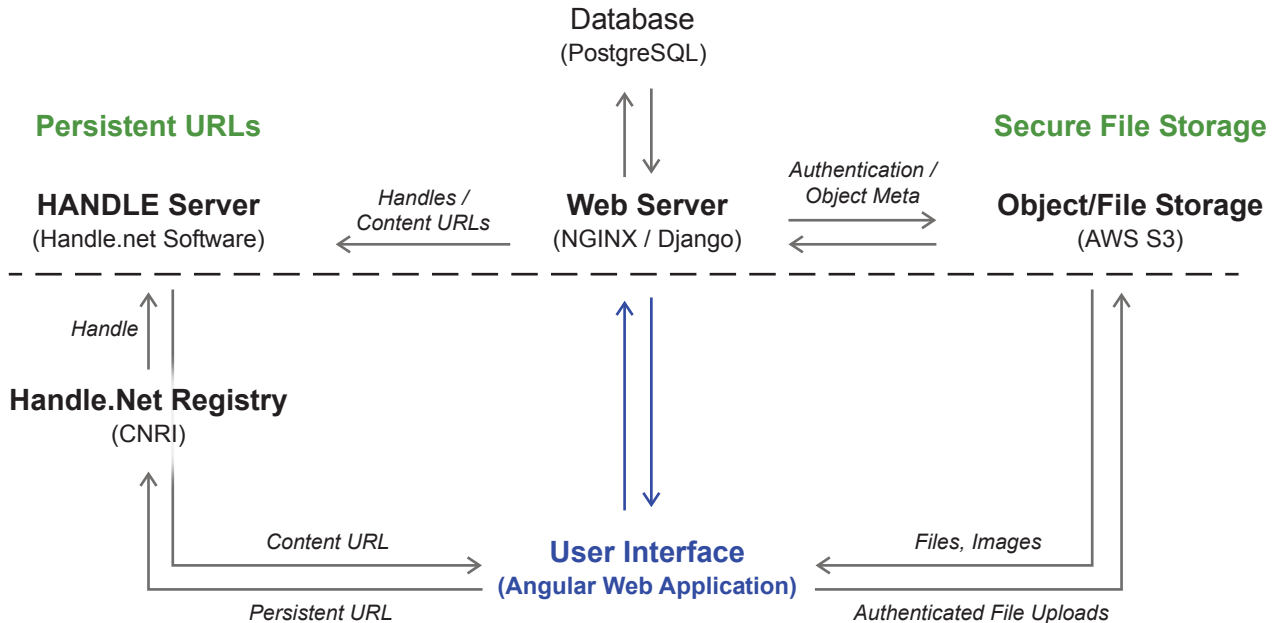 Database
(PostgreSQL)
Persistent URLs
Secure File Storage
Authentication /
Object Meta
Handles /
Content URLs
HANDLE Server
(Handle.net Software)
Web Server
(NGINX / Django)
Object/File Storage
(AWS S3)
Handle
Handle.Net Registry
(CNRI)
Content URL
User Interface
(Angular Web Application)
Files, Images
Persistent URL
Authenticated File Uploads